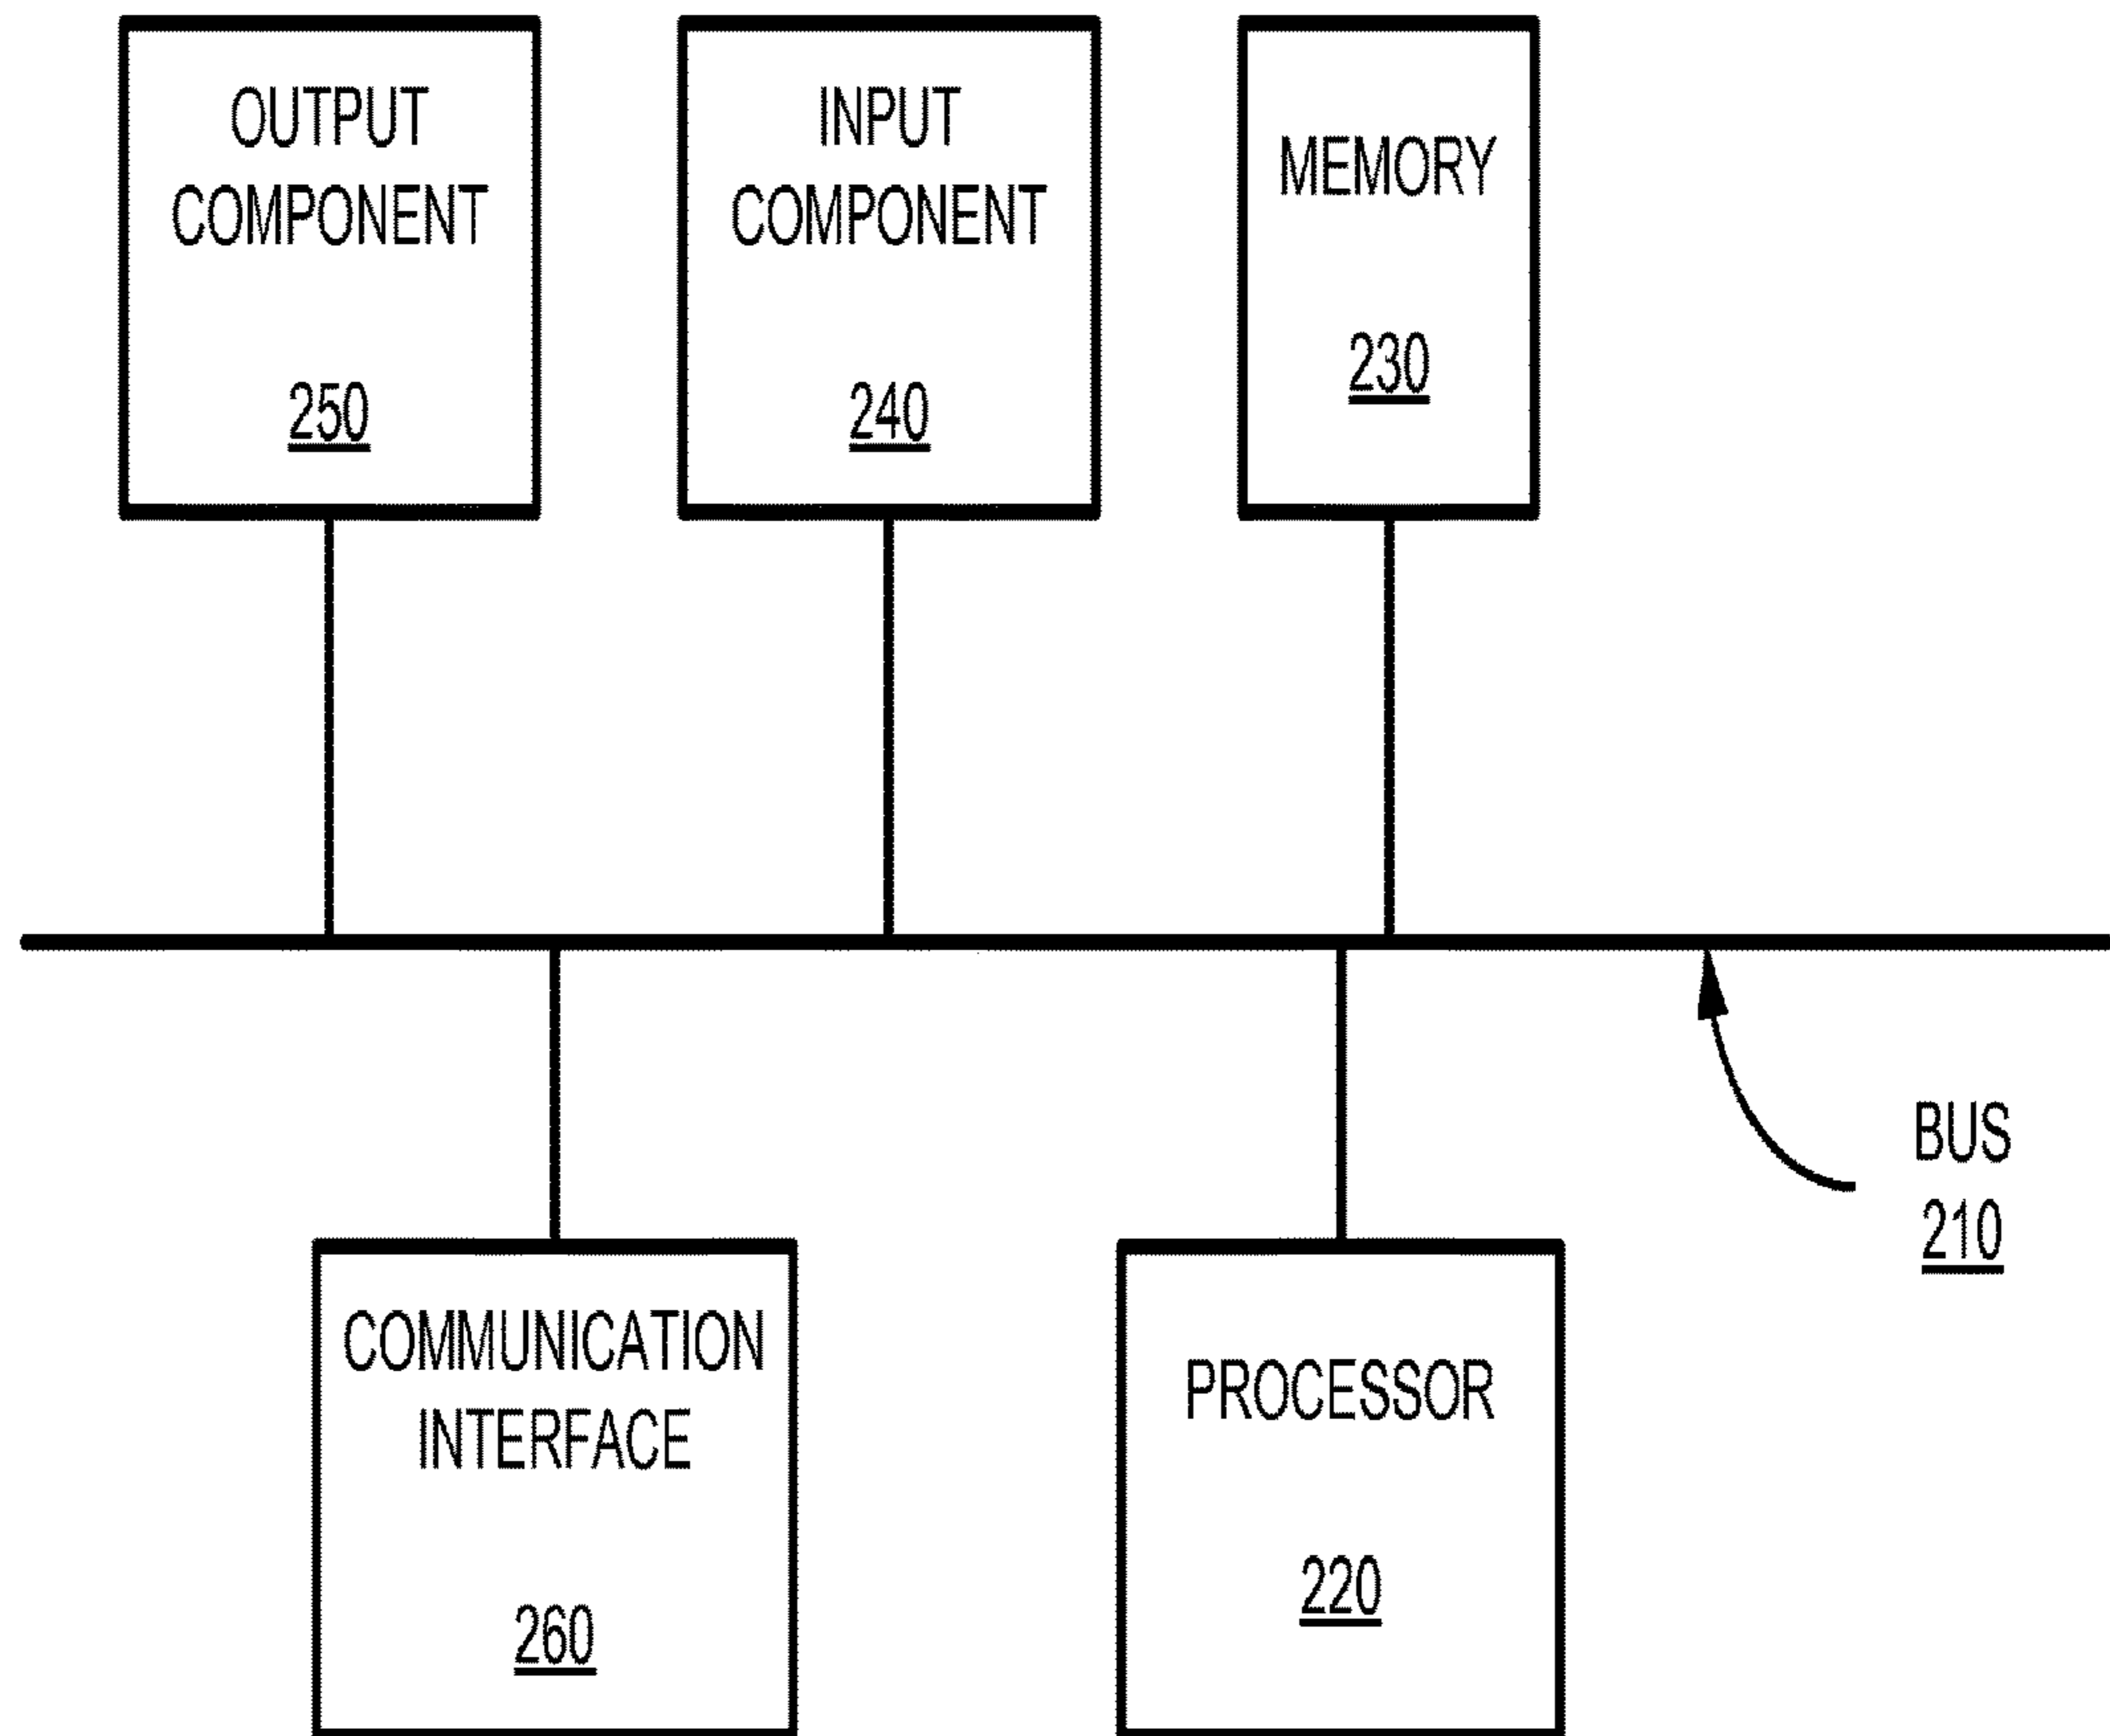 OUTPUT
COMPONENT
250
INPUT
COMPONENT
240
MEMORY
230
BUS
210
COMMUNICATION
INTERFACE
260
PROCESSOR
220